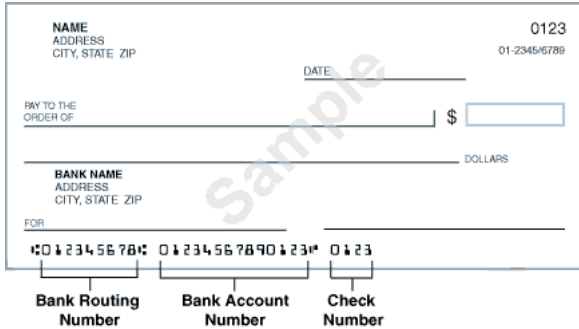 NAME
ADDRESS
CITY, STATE ZIP
0123
01-2345/6789
DATE
PAY TO THE
ORDER OF
$
DOLLARS
Sample
BANK NAME
ADDRESS
CITY, STATE ZIP
FOR
⑆012345678⑆ 01234567890123⑈ 0123
Bank Routing Number
Bank Account Number
Check Number